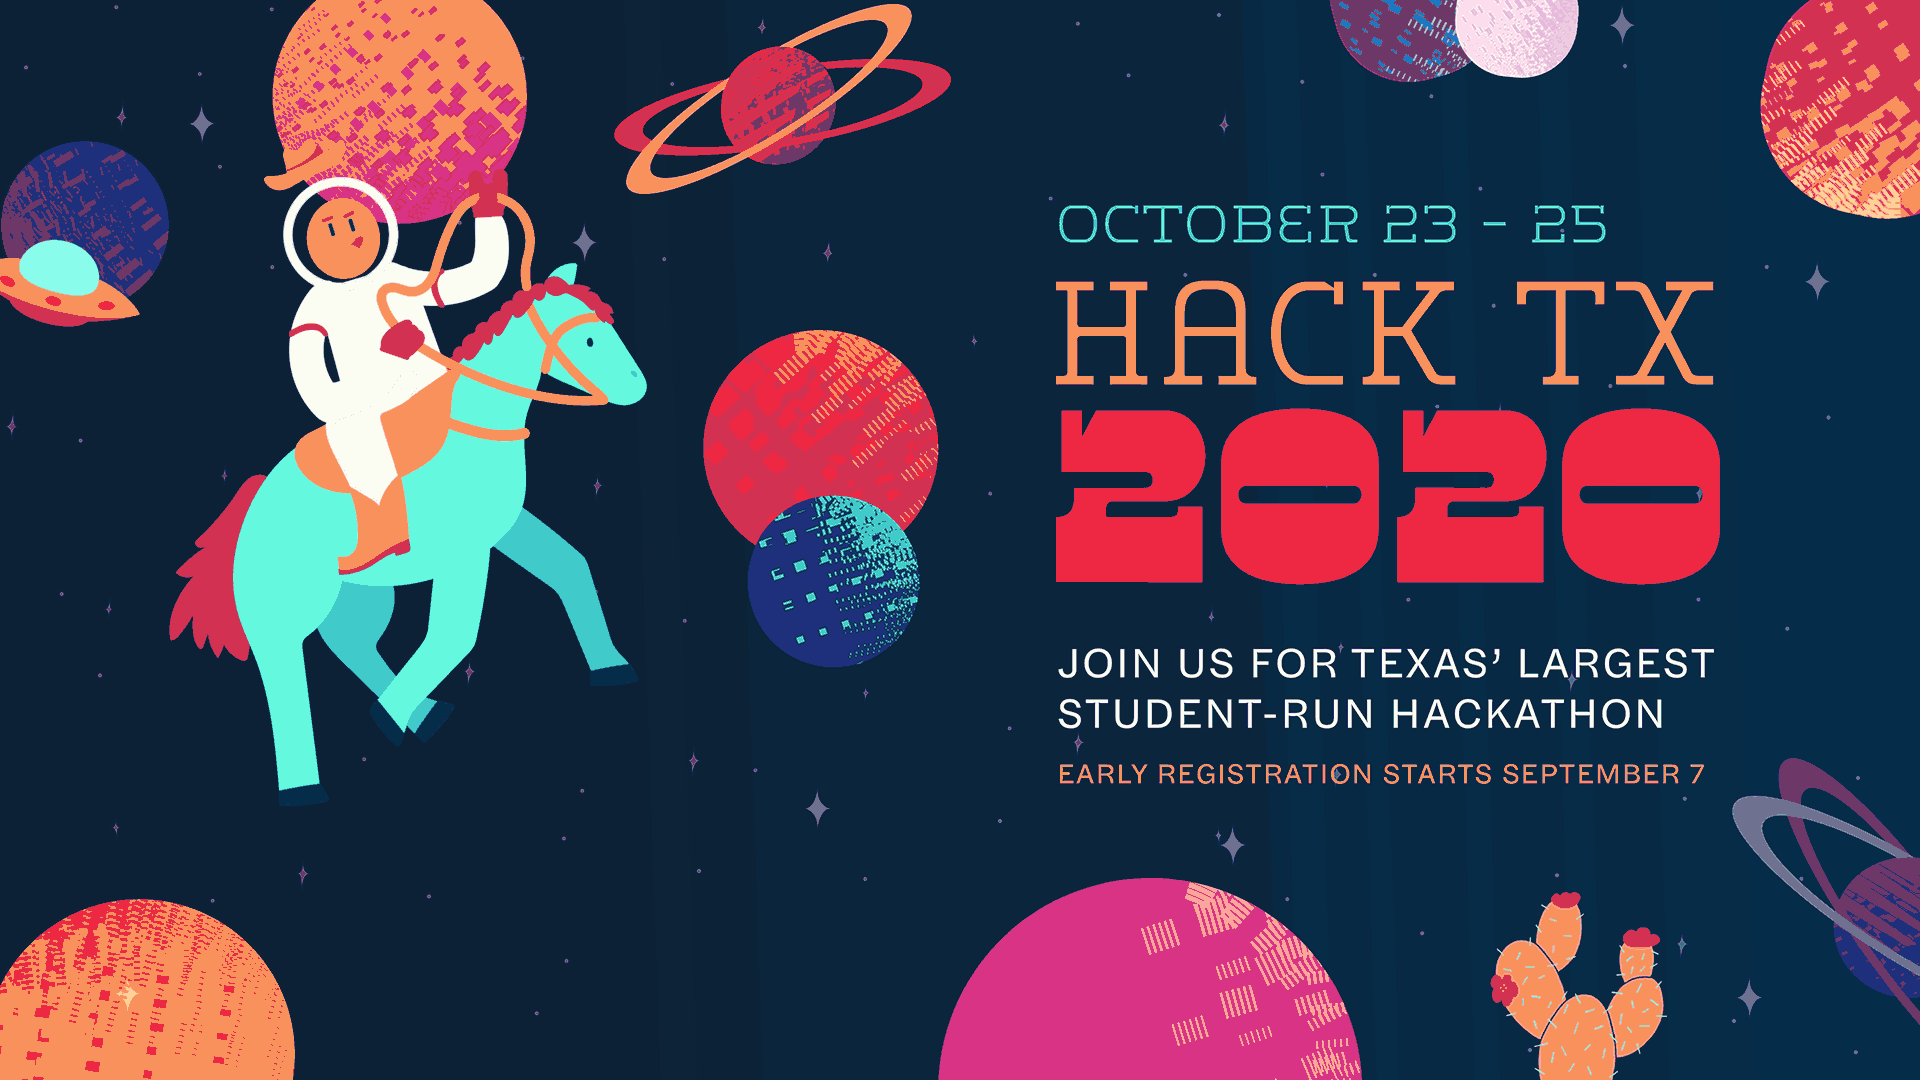 OCTOBER 23 - 25
HACK TX
2020
JOIN US FOR TEXAS’ LARGEST
STUDENT-RUN HACKATHON
EARLY REGISTRATION STARTS SEPTEMBER 7